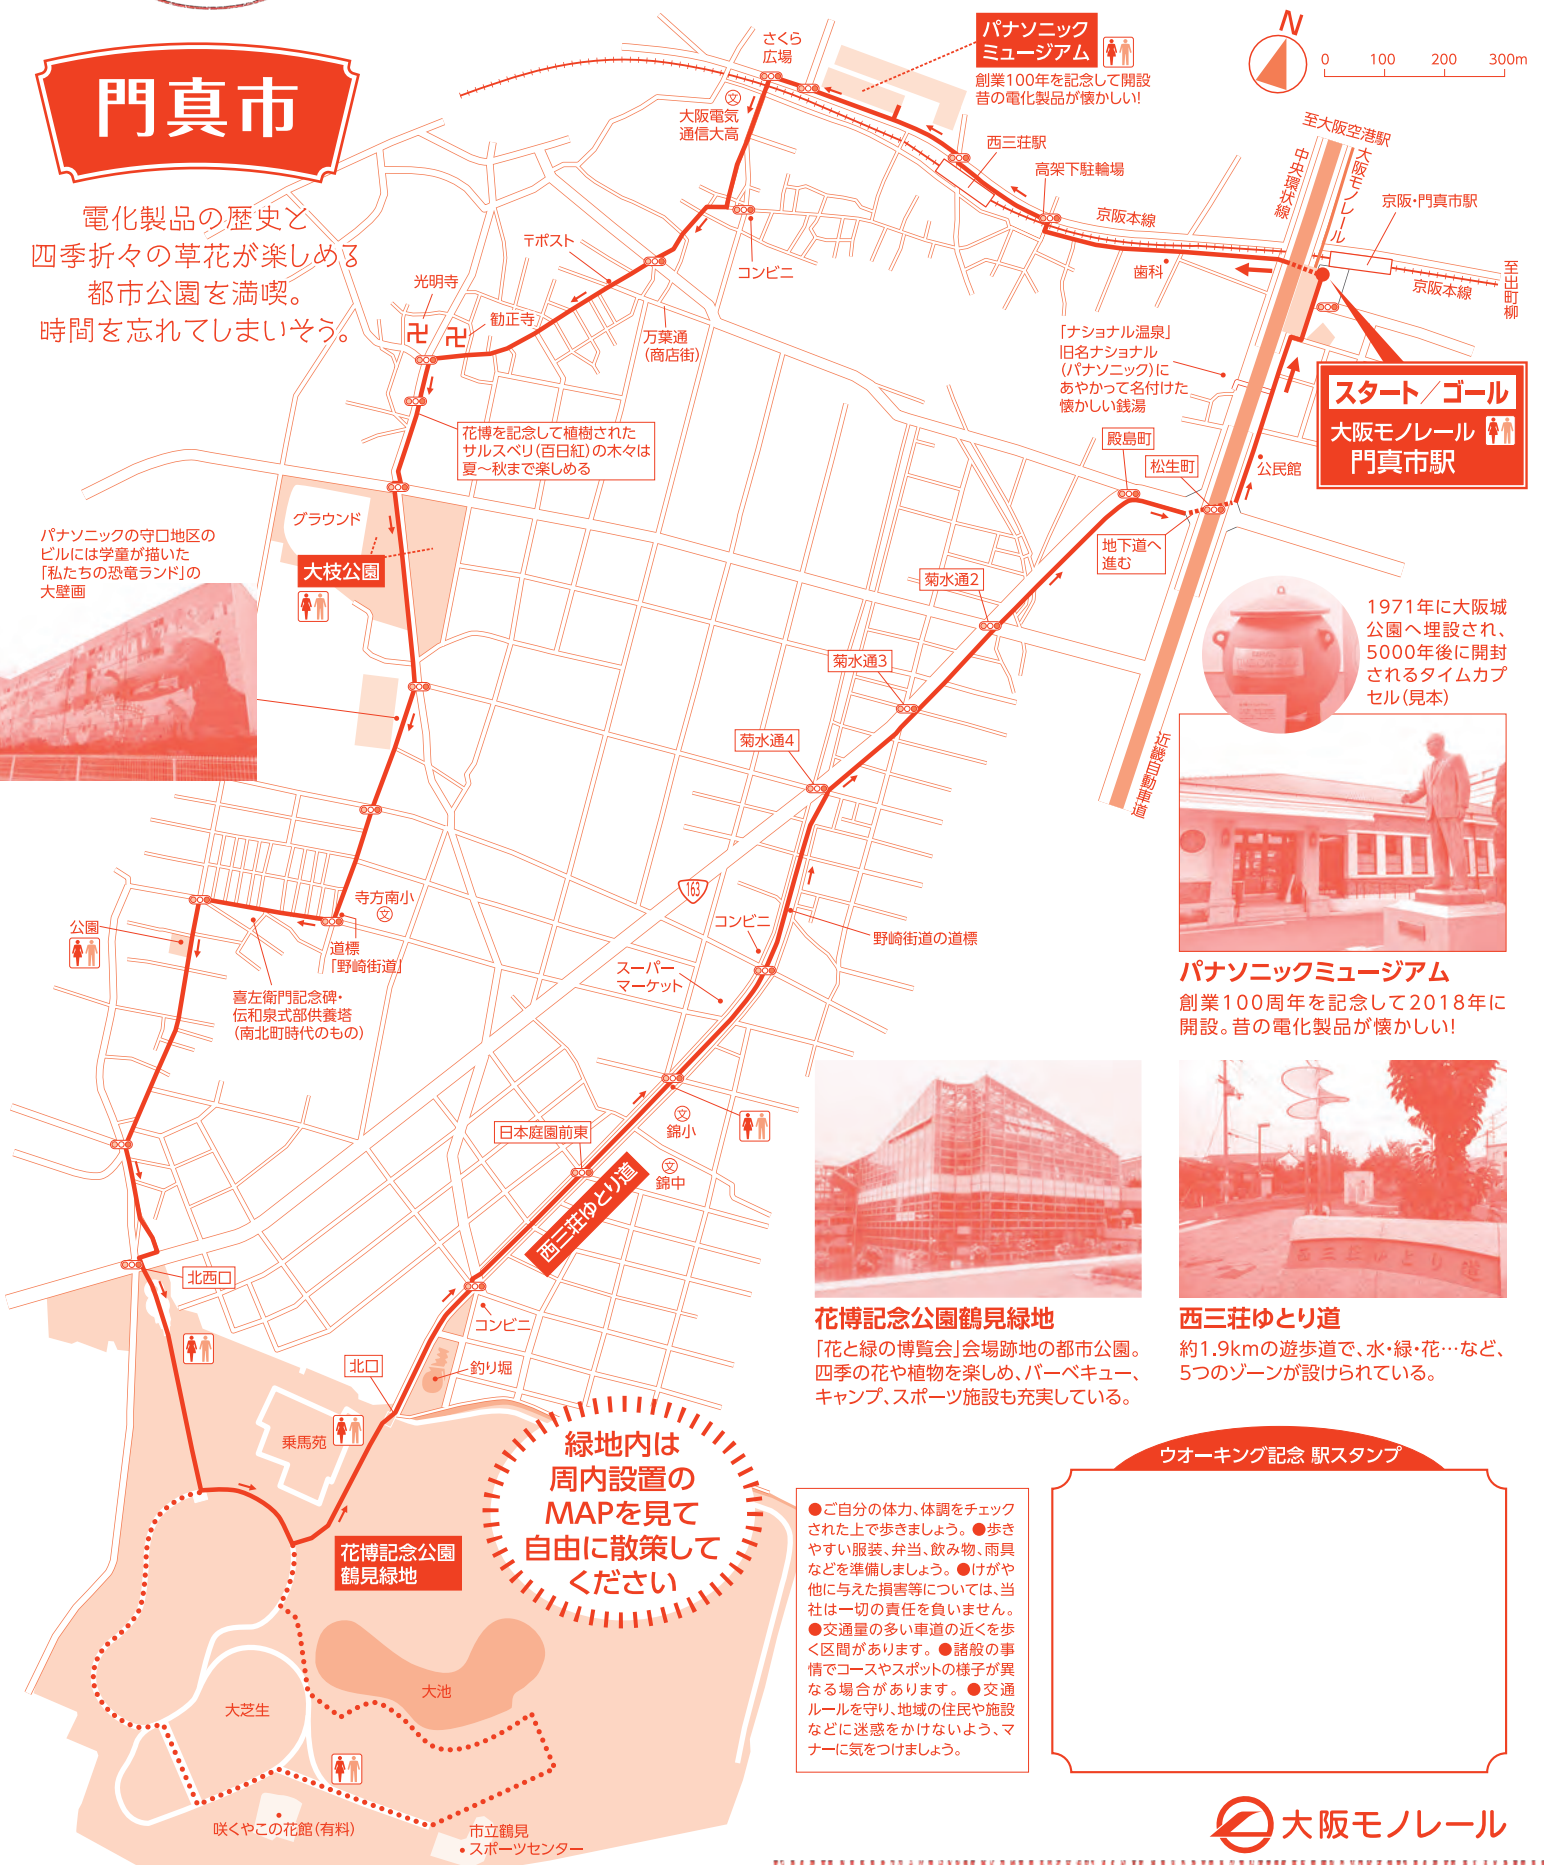 門真市
電化製品の歴史と
四季折々の草花が楽しめる
都市公園を満喫。
時間を忘れてしまいそう。
さくら
広場
パナソニック
ミュージアム
創業100年を記念して開設
昔の電化製品が懐かしい!
N
0 100 200 300m
文
大阪電気
通信大高
西三荘駅
高架下駐輪場
京阪本線
至大阪空港駅
中央環状線
大阪モノレール
京阪・門真市駅
京阪本線
至出町柳
歯科
〒ポスト
コンビニ
光明寺
勧正寺
卍
卍
万葉通
(商店街)
「ナショナル温泉」
旧名ナショナル
(パナソニック)に
あやかって名付けた
懐かしい銭湯
スタート/ゴール
大阪モノレール
門真市駅
花博を記念して植樹された
サルスベリ(百日紅)の木々は
夏〜秋まで楽しめる
殿島町
松生町
公民館
地下道へ
進む
グラウンド
大枝公園
パナソニックの守口地区の
ビルには学童が描いた
「私たちの恐竜ランド」の
大壁画
菊水通2
菊水通3
菊水通4
近畿自動車道
1971年に大阪城
公園へ埋設され、
5000年後に開封
されるタイムカプ
セル(見本)
163
寺方南小
文
公園
道標
「野崎街道」
喜左衛門記念碑・
伝和泉式部供養塔
(南北町時代のもの)
コンビニ
野崎街道の道標
スーパー
マーケット
パナソニックミュージアム
創業100周年を記念して2018年に
開設。昔の電化製品が懐かしい!
文
錦小
日本庭園前東
文
錦中
西三荘ゆとり道
北西口
コンビニ
釣り堀
北口
乗馬苑
西三荘ゆとり道
花博記念公園鶴見緑地
「花と緑の博覧会」会場跡地の都市公園。
四季の花や植物を楽しめ、バーベキュー、
キャンプ、スポーツ施設も充実している。
西三荘ゆとり道
約1.9kmの遊歩道で、水・緑・花…など、
5つのゾーンが設けられている。
緑地内は
周内設置の
MAPを見て
自由に散策して
ください
花博記念公園
鶴見緑地
大池
大芝生
咲くやこの花館(有料)
市立鶴見
スポーツセンター
●ご自分の体力、体調をチェック
された上で歩きましょう。●歩き
やすい服装、弁当、飲み物、雨具
などを準備しましょう。●けがや
他に与えた損害等については、当
社は一切の責任を負いません。
●交通量の多い車道の近くを歩
く区間があります。●諸般の事
情でコースやスポットの様子が異
なる場合があります。●交通
ルールを守り、地域の住民や施設
などに迷惑をかけないよう、マ
ナーに気をつけましょう。
ウオーキング記念 駅スタンプ
大阪モノレール